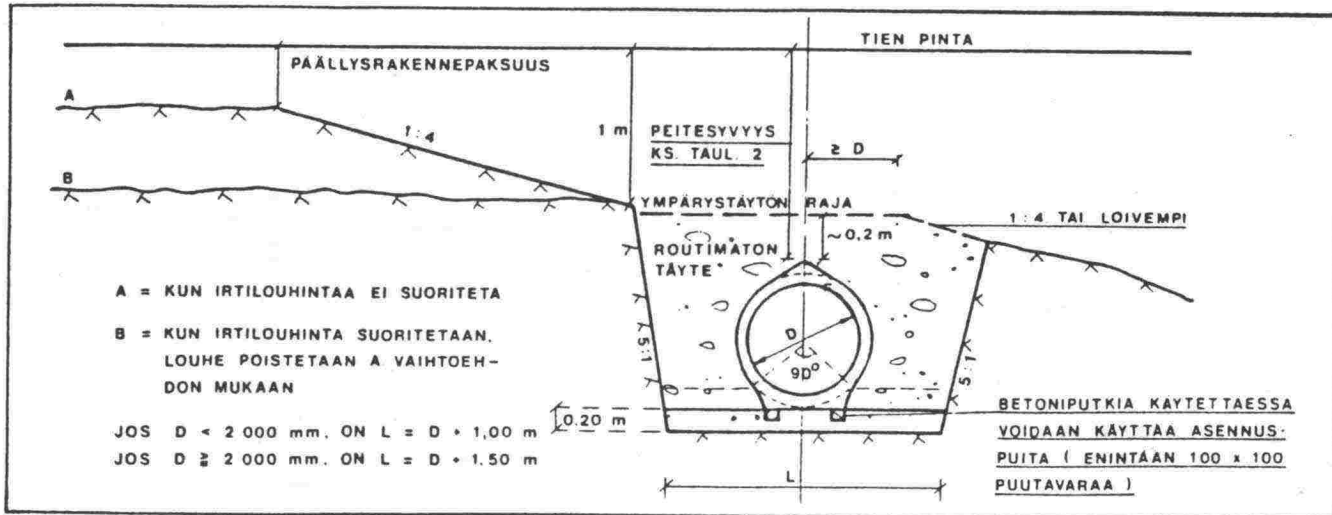 TIEN PINTA
PÄÄLLYSRAKENNEPAKSUUS
A
1:4
1 m
PEITESYVYYS
KS. TAUL. 2
≥ D
B
YMPÄRYSTÄYTÖN RAJA
1:4 TAI LOIVEMPI
~0,2 m
ROUTIMATON
TÄYTE
A = KUN IRTILOUHINTAA EI SUORITETA
B = KUN IRTILOUHINTA SUORITETAAN,
LOUHE POISTETAAN A VAIHTOEH-
DON MUKAAN
5:1
D
90°
5:1
0.20 m
JOS D < 2 000 mm, ON L = D + 1,00 m
JOS D ≧ 2 000 mm, ON L = D + 1.50 m
L
BETONIPUTKIA KÄYTETTAESSA
VOIDAAN KÄYTTÄÄ ASENNUS-
PUITA ( ENINTÄÄN 100 x 100
PUUTAVARAA )